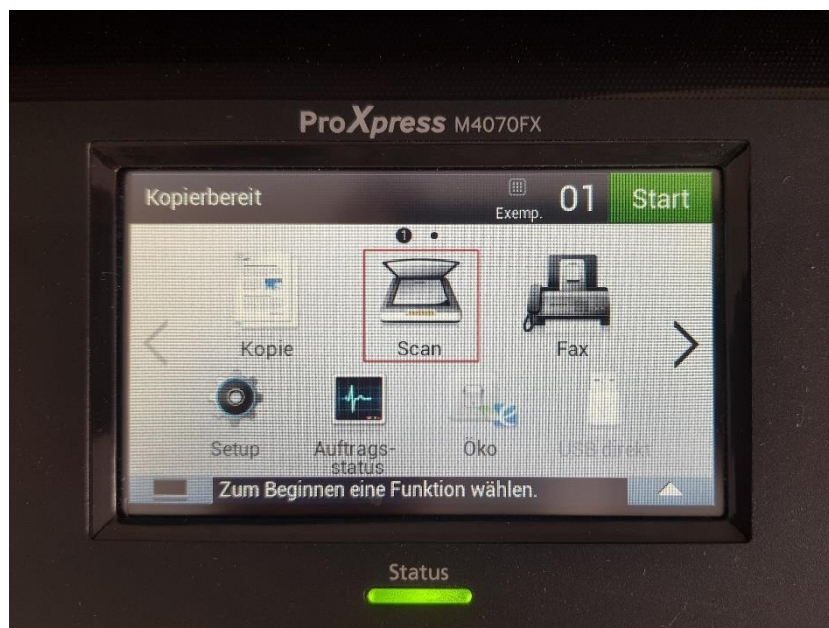 ProXpress M4070FX
Kopierbereit
Exemp. 01 Start
1
Kopie Scan Fax
Setup Auftrags-
status Öko USB direkt
Zum Beginnen eine Funktion wählen.
Status